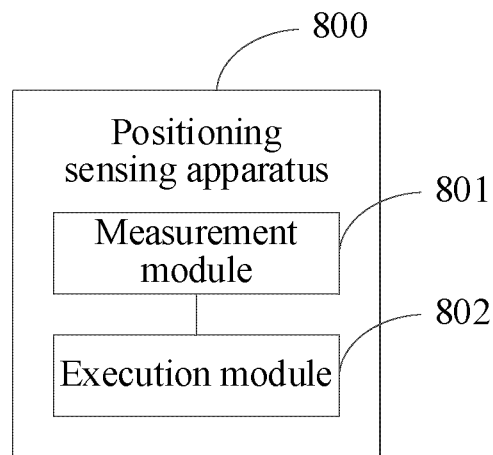 800
Positioning
sensing apparatus
801
Measurement
module
802
Execution module